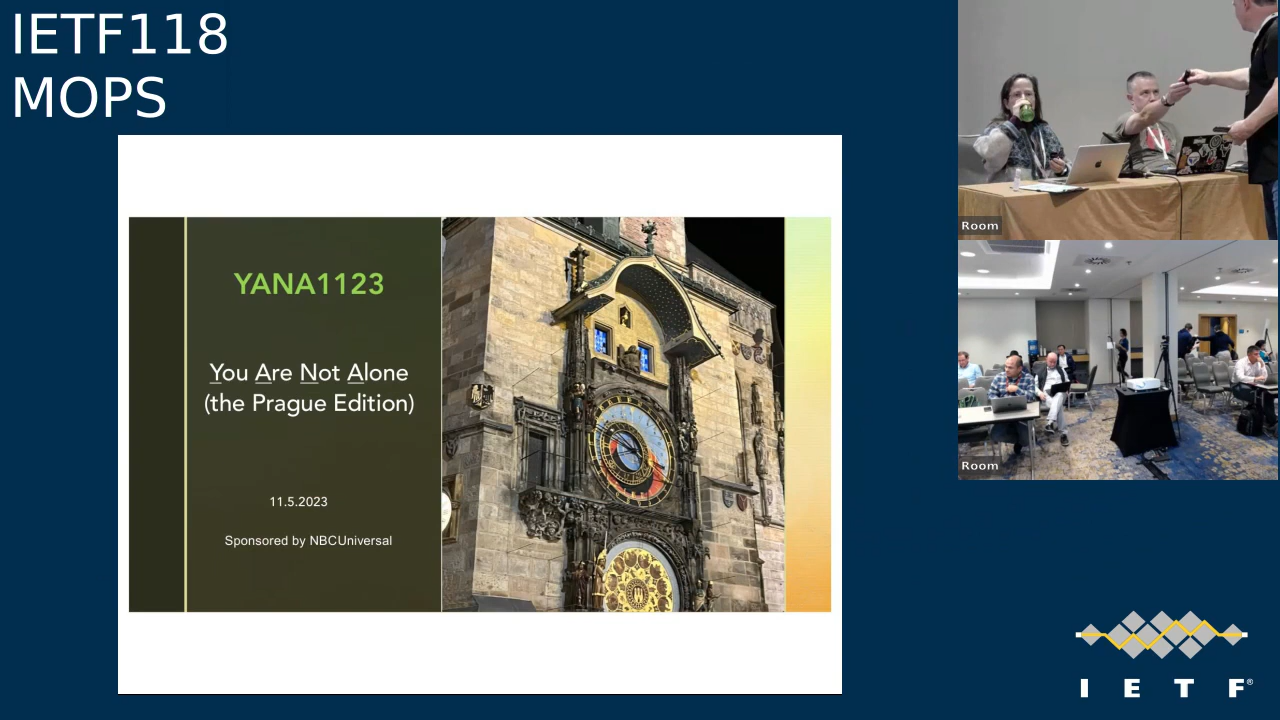 IETF118
MOPS
YANA1123
You Are Not Alone
(the Prague Edition)
11.5.2023
Sponsored by NBCUniversal
Room
Room
I E T F®